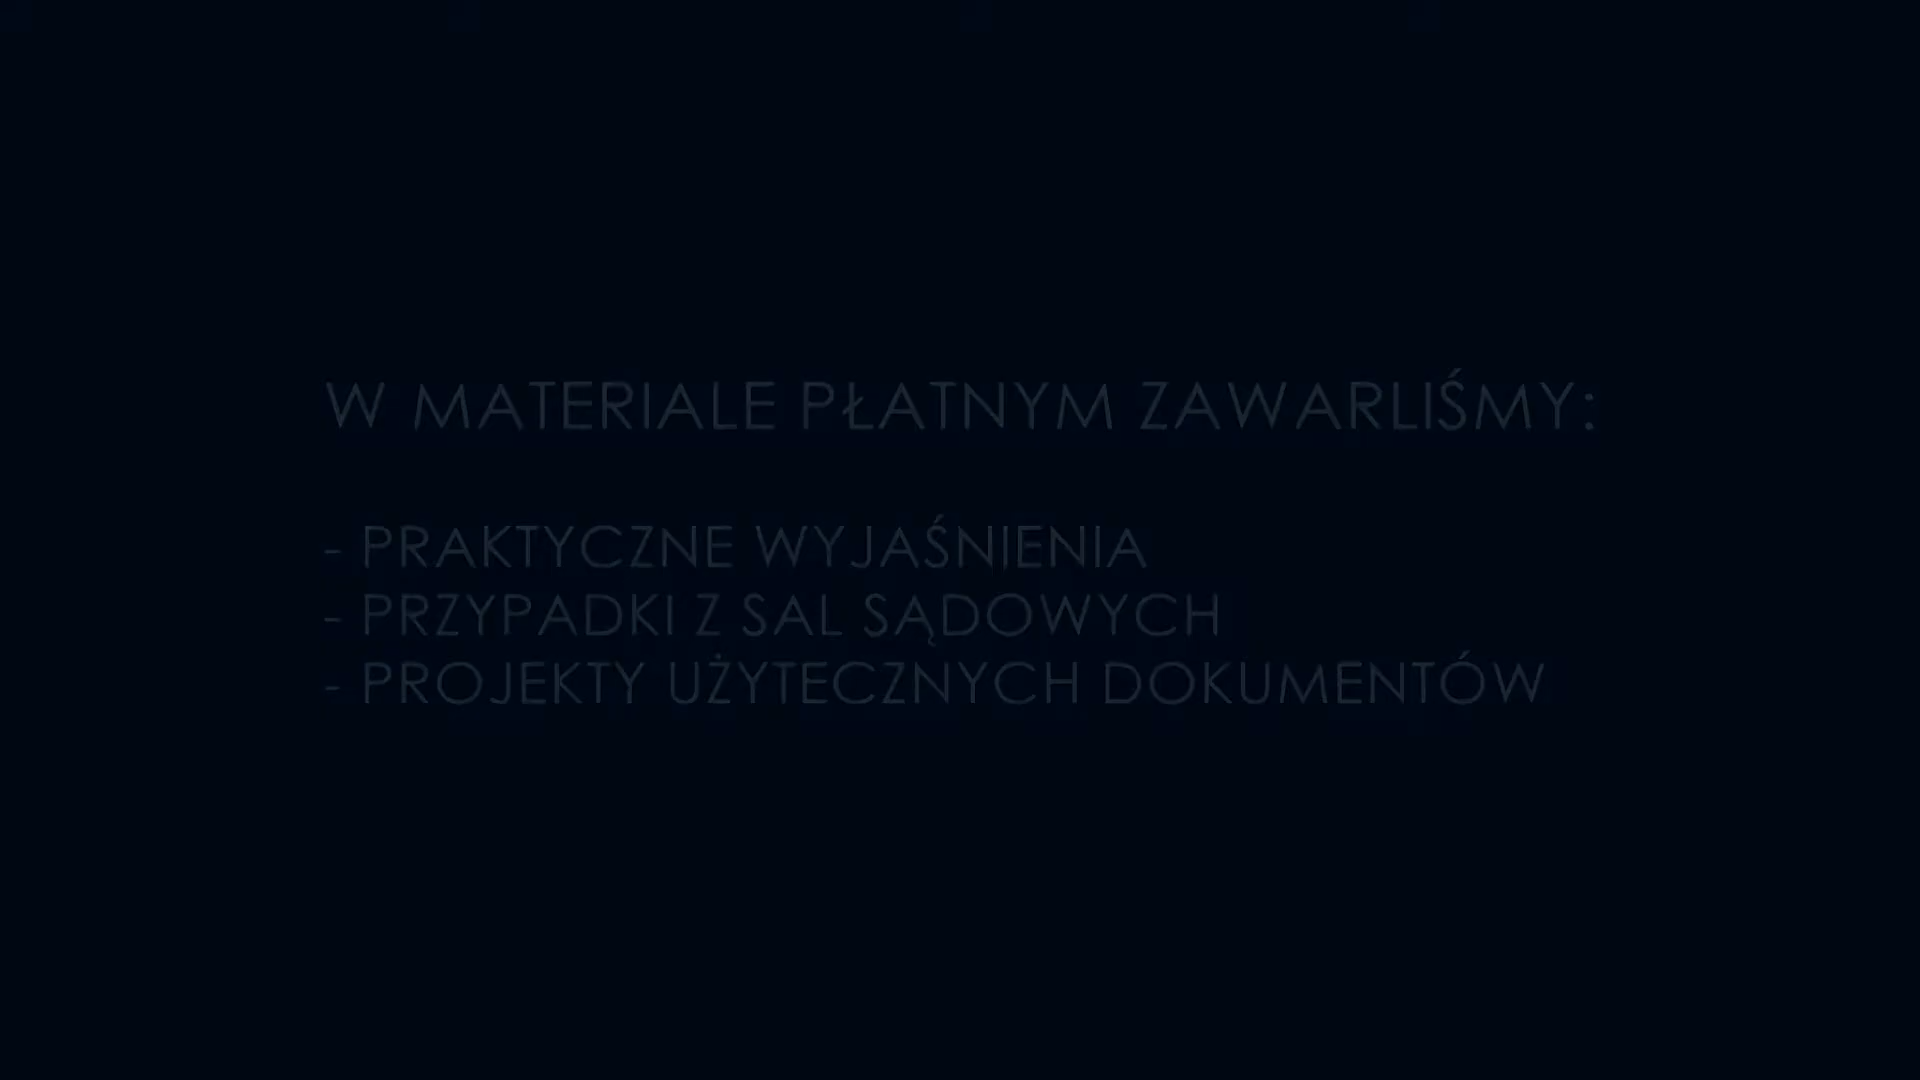 W MATERIALE PŁATNYM ZAWARLIŚMY:
- PRAKTYCZNE WYJAŚNIENIA
- PRZYPADKI Z SAL SĄDOWYCH
- PROJEKTY UŻYTECZNYCH DOKUMENTÓW